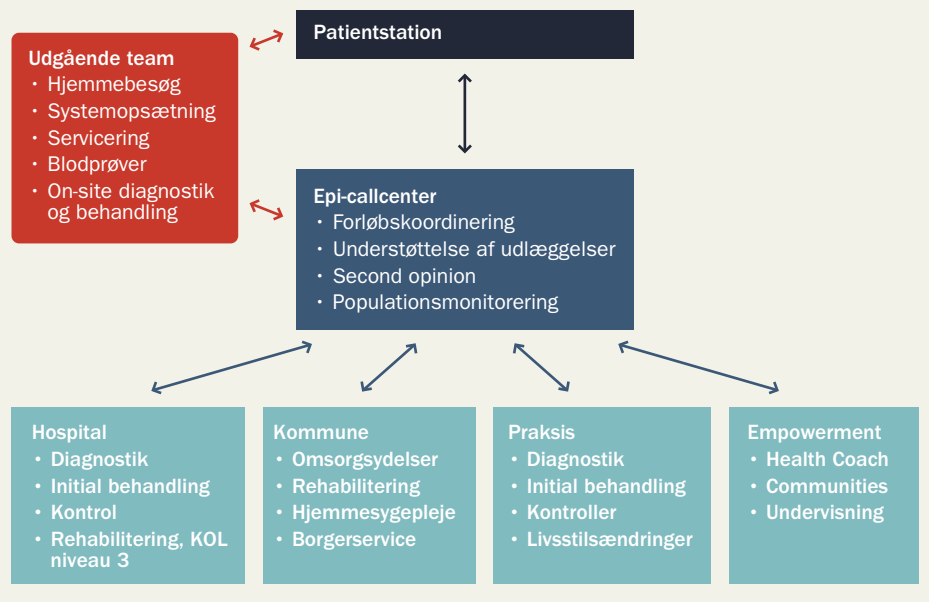 Patientstation
Udgående team
• Hjemmebesøg
• Systemopsætning
• Servicering
• Blodprøver
• On-site diagnostik
og behandling
Epi-callcenter
• Forløbskoordinering
• Understøttelse af udlæggelser
• Second opinion
• Populationsmonitorering
Hospital
• Diagnostik
• Initial behandling
• Kontrol
• Rehabilitering, KOL
niveau 3
Kommune
• Omsorgsydelser
• Rehabilitering
• Hjemmesygepleje
• Borgerservice
Praksis
• Diagnostik
• Initial behandling
• Kontroller
• Livsstilsændringer
Empowerment
• Health Coach
• Communities
• Undervisning